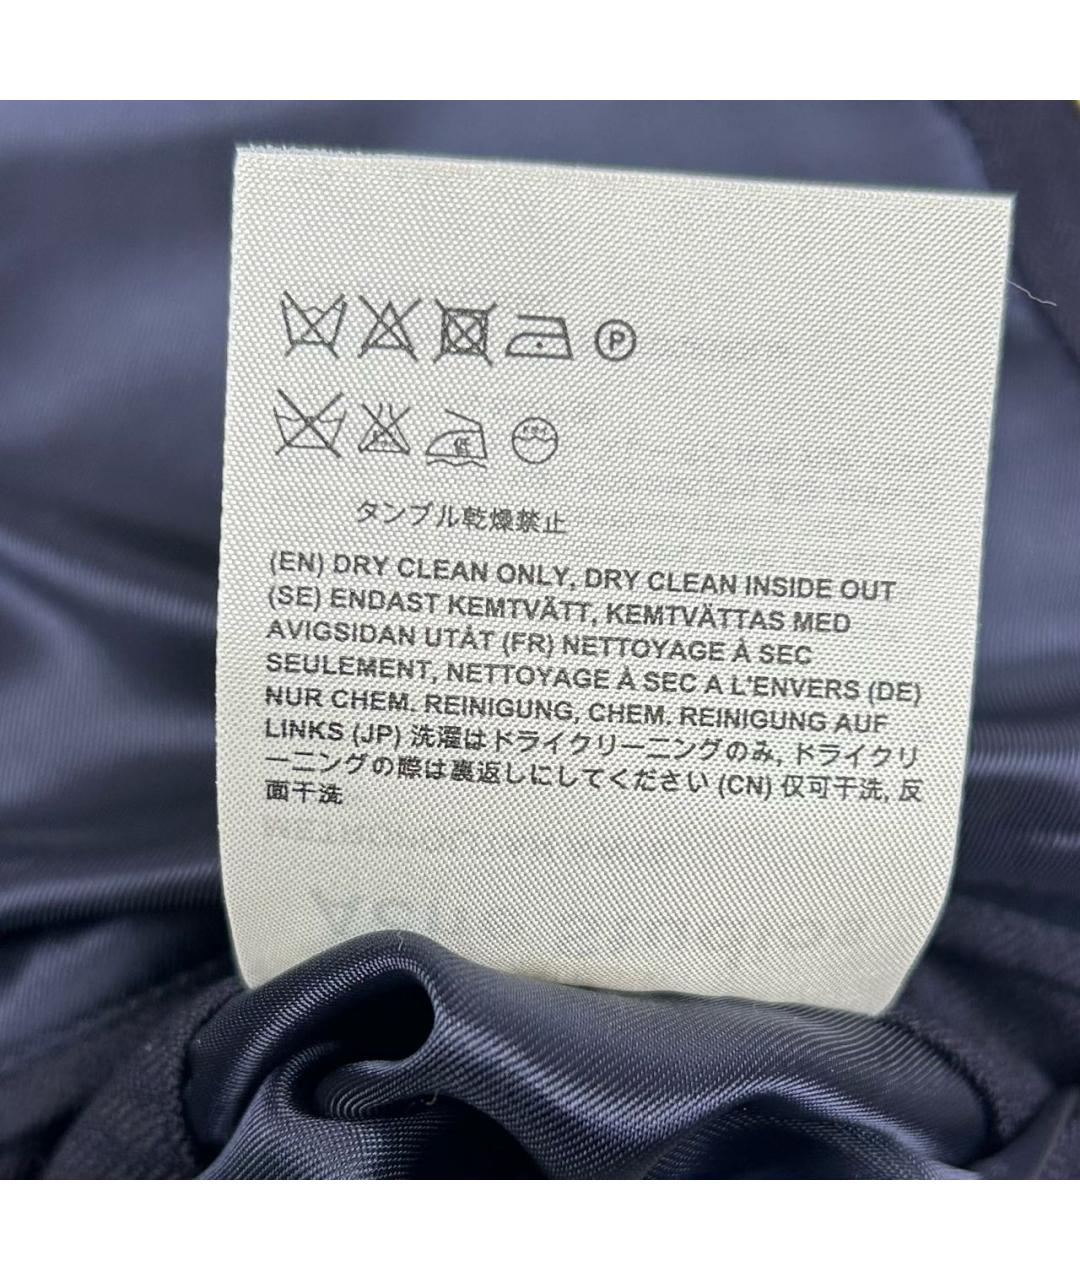 P
低
タンブル乾燥禁止
(EN) DRY CLEAN ONLY, DRY CLEAN INSIDE OUT
(SE) ENDAST KEMTVÄTT, KEMTVÄTTAS MED
AVIGSIDAN UTÅT (FR) NETTOYAGE À SEC
SEULEMENT, NETTOYAGE À SEC A L'ENVERS (DE)
NUR CHEM. REINIGUNG, CHEM. REINIGUNG AUF
LINKS (JP) 洗濯はドライクリーニングのみ, ドライクリ
ーニングの際は裏返しにしてください (CN) 仅可干洗, 反
面干洗